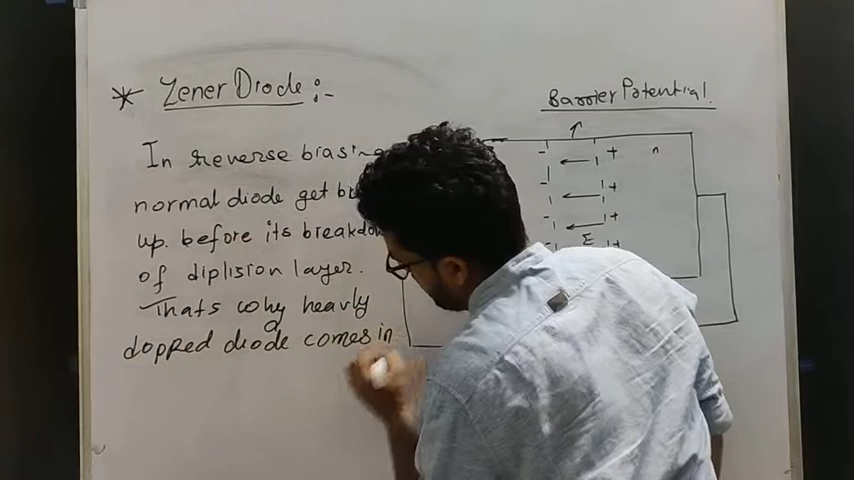 * Zener Diode :-
In reverse biasing
normal diode get b
up. before its breakdow
of diplision layer.
Thats why heavly
dopped diode comes in
Barrier Potential.
- +
n
- +
- +
Σ